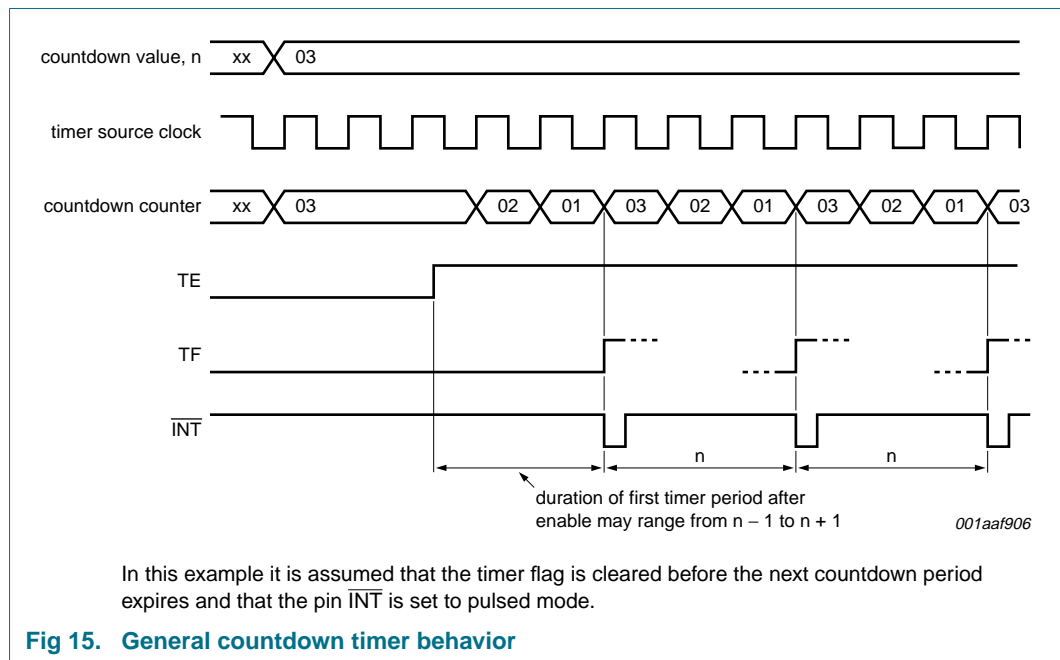 countdown value, n xx 03
timer source clock
countdown counter xx 03 02 01 03 02 01 03 02 01 03
TE
TF
INT
n n
duration of first timer period after
enable may range from n − 1 to n + 1
001aaf906
In this example it is assumed that the timer flag is cleared before the next countdown period
expires and that the pin INT is set to pulsed mode.
Fig 15. General countdown timer behavior